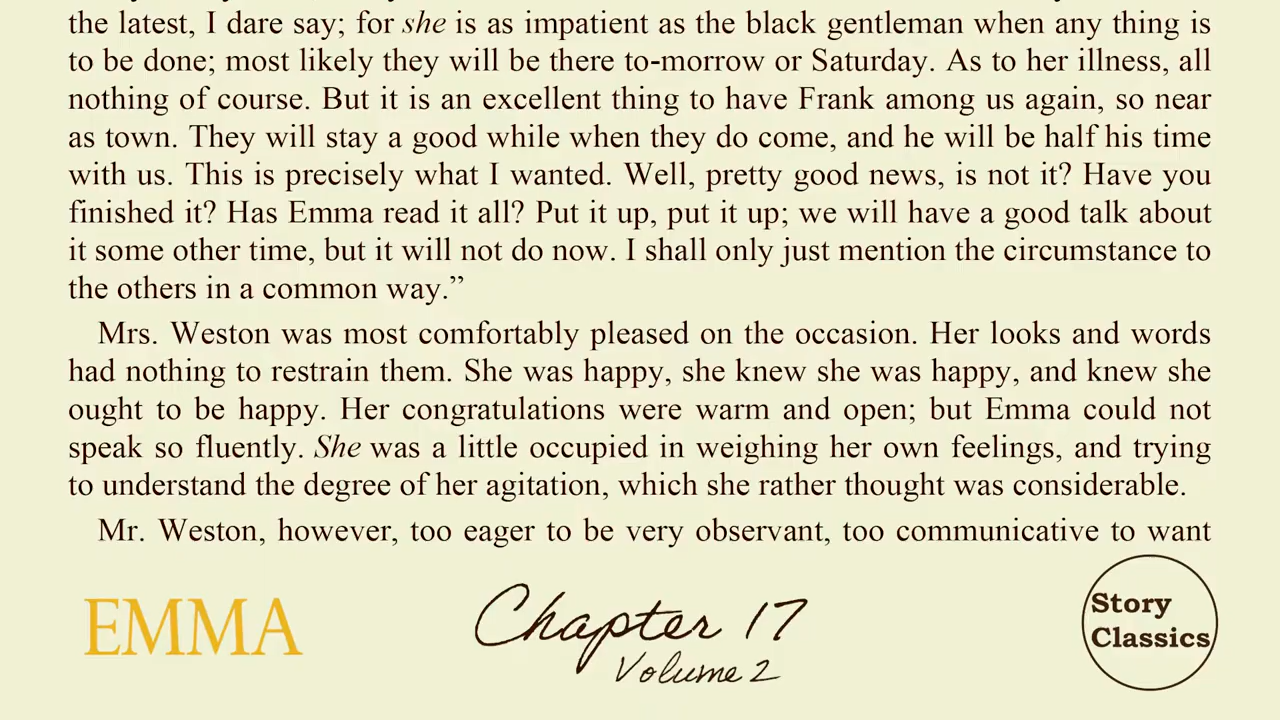 the latest, I dare say; for she is as impatient as the black gentleman when any thing is
to be done; most likely they will be there to-morrow or Saturday. As to her illness, all
nothing of course. But it is an excellent thing to have Frank among us again, so near
as town. They will stay a good while when they do come, and he will be half his time
with us. This is precisely what I wanted. Well, pretty good news, is not it? Have you
finished it? Has Emma read it all? Put it up, put it up; we will have a good talk about
it some other time, but it will not do now. I shall only just mention the circumstance to
the others in a common way.”
Mrs. Weston was most comfortably pleased on the occasion. Her looks and words
had nothing to restrain them. She was happy, she knew she was happy, and knew she
ought to be happy. Her congratulations were warm and open; but Emma could not
speak so fluently. She was a little occupied in weighing her own feelings, and trying
to understand the degree of her agitation, which she rather thought was considerable.
Mr. Weston, however, too eager to be very observant, too communicative to want
EMMA
Chapter 17
Volume 2
Story
Classics